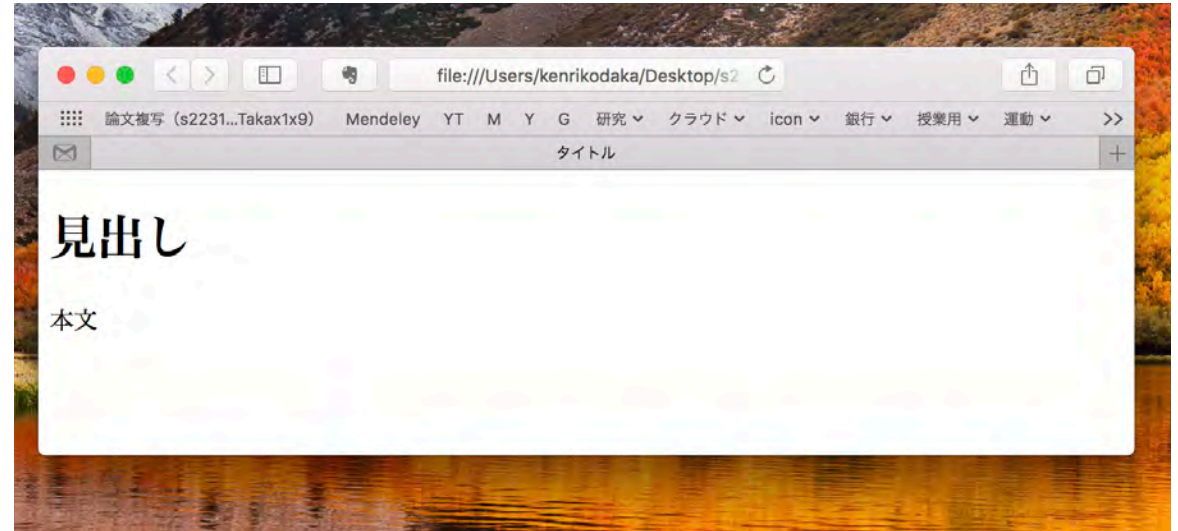 file:///Users/kenrikodaka/Desktop/s2
論文複写（s2231...Takax1x9） Mendeley YT M Y G 研究 クラウド icon 銀行 授業用 運動 >>
タイトル
見出し
本文